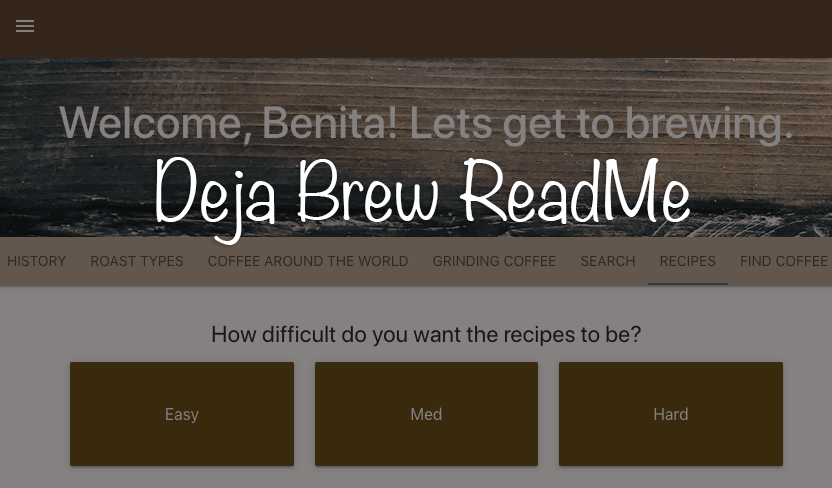 Welcome, Benita! Lets get to brewing.
Deja Brew ReadMe
HISTORY ROAST TYPES COFFEE AROUND THE WORLD GRINDING COFFEE SEARCH RECIPES FIND COFFEE
How difficult do you want the recipes to be?
Easy Med Hard